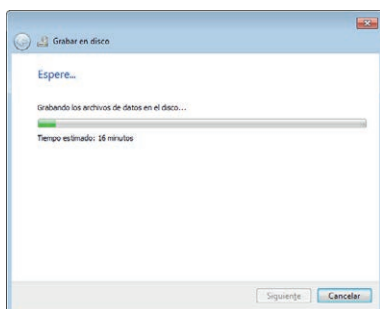 Grabar en disco
Espere...
Grabando los archivos de datos en el disco...
Tiempo estimado: 16 minutos
Siguiente Cancelar